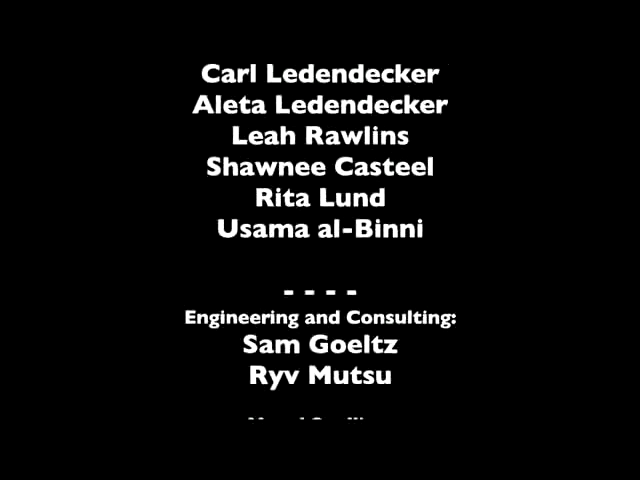 Carl Ledendecker
Aleta Ledendecker
Leah Rawlins
Shawnee Casteel
Rita Lund
Usama al-Binni
- - - -
Engineering and Consulting:
Sam Goeltz
Ryv Mutsu